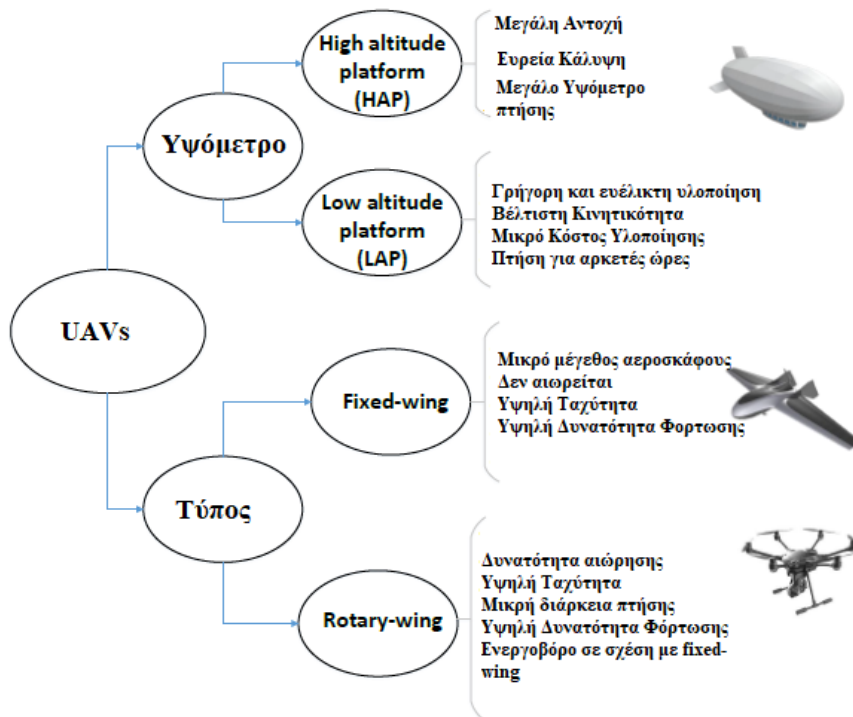 UAVs
Υψόμετρο
High altitude
platform
(HAP)
Μεγάλη Αντοχή
Ευρεία Κάλυψη
Μεγάλο Υψόμετρο
πτήσης
Low altitude
platform
(LAP)
Γρήγορη και ευέλικτη υλοποίηση
Βέλτιστη Κινητικότητα
Μικρό Κόστος Υλοποίησης
Πτήση για αρκετές ώρες
Τύπος
Fixed-wing
Μικρό μέγεθος αεροσκάφους
Δεν αιωρείται
Υψηλή Ταχύτητα
Υψηλή Δυνατότητα Φορτωσης
Rotary-wing
Δυνατότητα αιώρησης
Υψηλή Ταχύτητα
Μικρή διάρκεια πτήσης
Υψηλή Δυνατότητα Φόρτωσης
Ενεργοβόρο σε σχέση με fixed-
wing